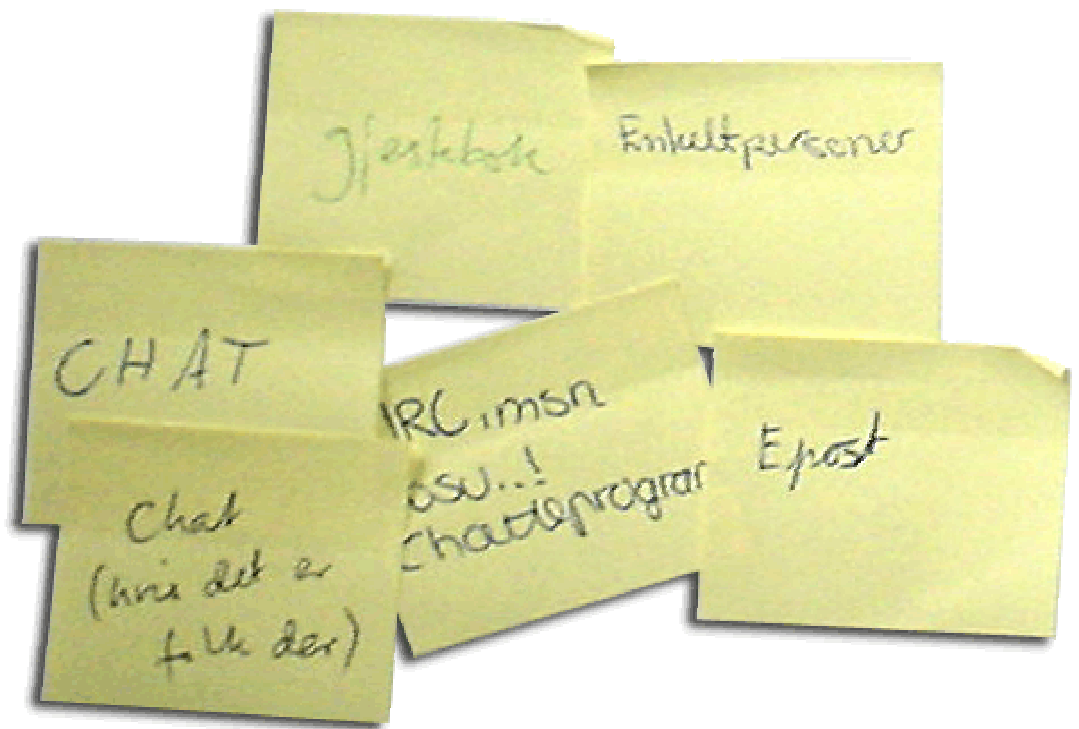 gjestebok
Enkeltpersoner
CHAT
IRC, msn
osv..!
Chatteprogram
Epost
Chat
(hvis det er
folk der)